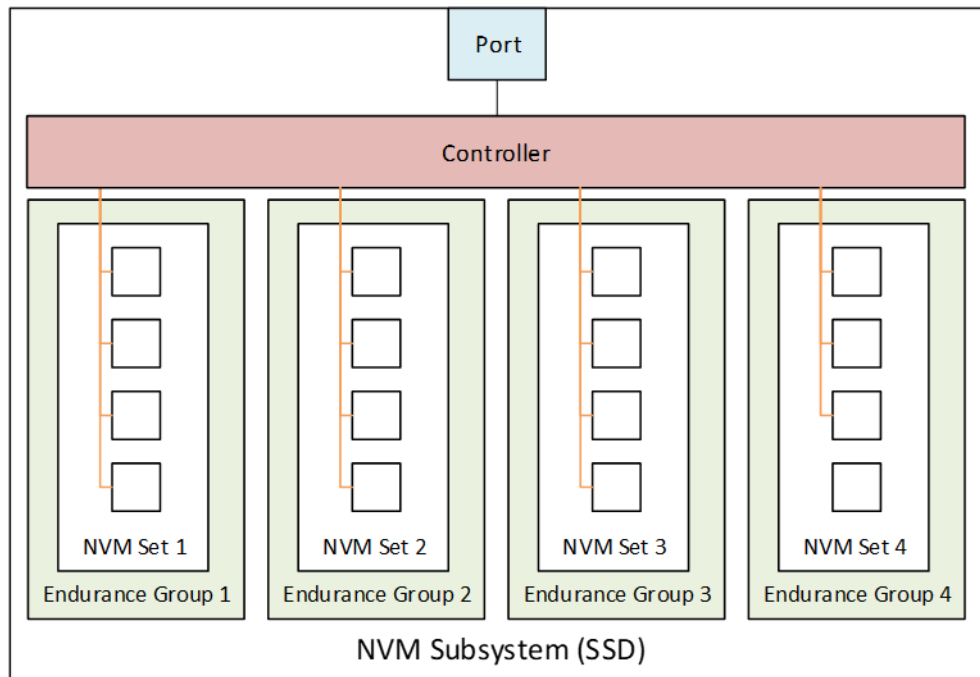 Port
Controller
NVM Set 1
NVM Set 2
NVM Set 3
NVM Set 4
Endurance Group 1
Endurance Group 2
Endurance Group 3
Endurance Group 4
NVM Subsystem (SSD)